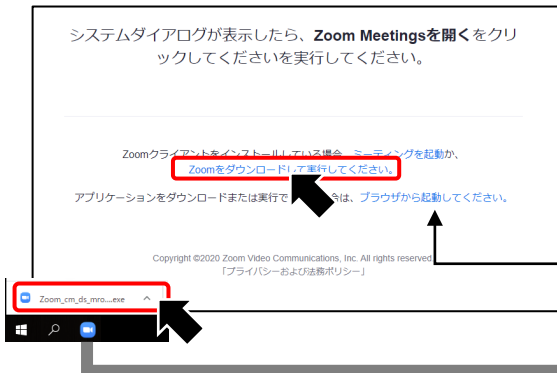 システムダイアログが表示したら、Zoom Meetingsを開くをクリ
ックしてくださいを実行してください。
Zoomクライアントをインストールしている場合、ミーティングを起動か、
Zoomをダウンロードして実行してください。
アプリケーションをダウンロードまたは実行で 合は、ブラウザから起動してください。
Copyright ©2020 Zoom Video Communications, Inc. All rights reserved.
「プライバシーおよび法務ポリシー」
Zoom_cm_ds_mro....exe